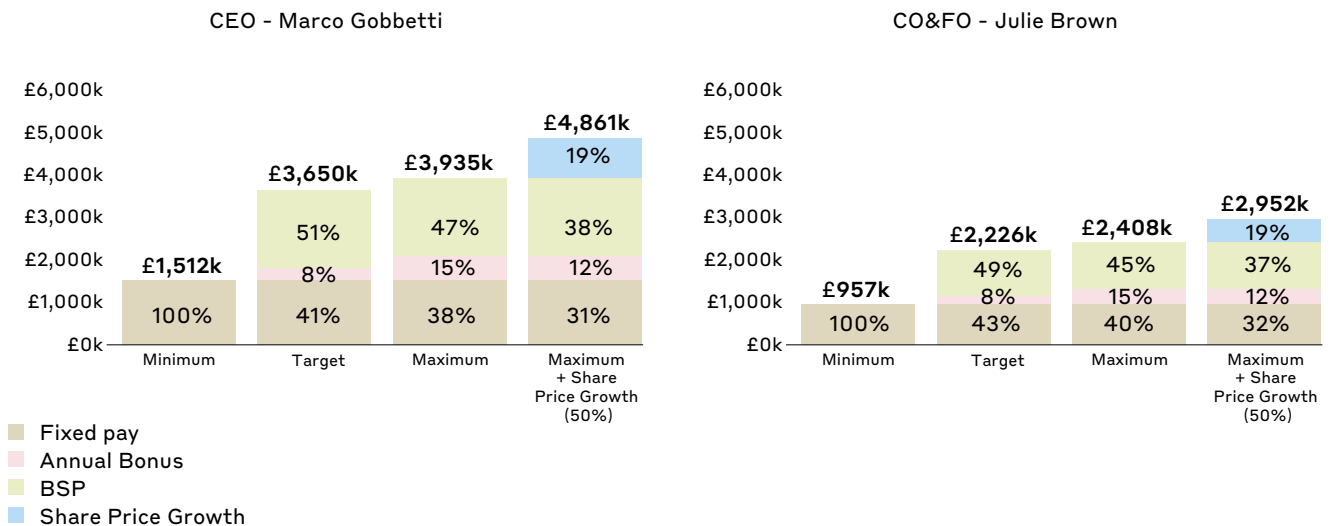 CEO - Marco Gobbetti
£6,000k
£5,000k
£4,000k
£3,000k
£2,000k
£1,000k
£0k
£1,512k
100%
Minimum
£3,650k
51%
8%
41%
Target
£3,935k
47%
15%
38%
Maximum
£4,861k
19%
38%
12%
31%
Maximum
+ Share
Price Growth
(50%)
CO&FO - Julie Brown
£6,000k
£5,000k
£4,000k
£3,000k
£2,000k
£1,000k
£0k
£957k
100%
Minimum
£2,226k
49%
8%
43%
Target
£2,408k
45%
15%
40%
Maximum
£2,952k
19%
37%
12%
32%
Maximum
+ Share
Price Growth
(50%)
Fixed pay
Annual Bonus
BSP
Share Price Growth